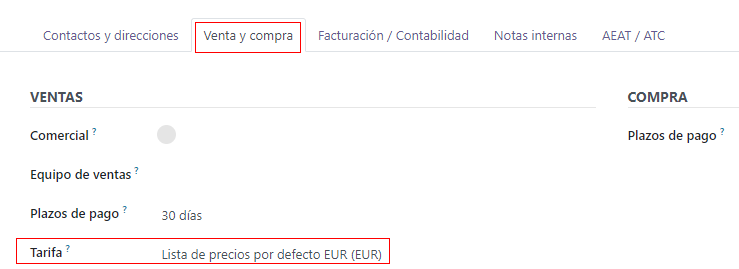 Contactos y direcciones Venta y compra Facturación / Contabilidad Notas internas AEAT / ATC
VENTAS COMPRA
Comercial ? Plazos de pago ?
Equipo de ventas ?
Plazos de pago ? 30 días
Tarifa ? Lista de precios por defecto EUR (EUR)